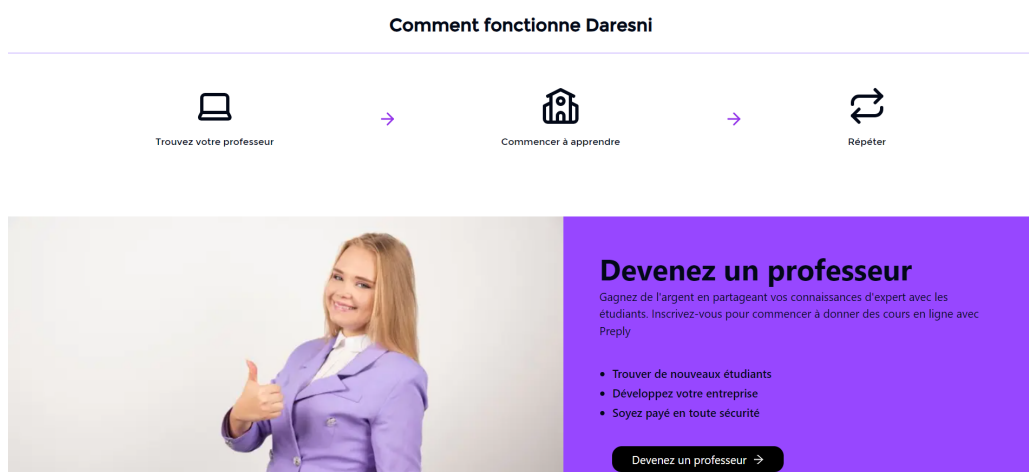 Comment fonctionne Daresni
Trouvez votre professeur
Commencer à apprendre
Répéter
Devenez un professeur
Gagnez de l'argent en partageant vos connaissances d'expert avec les
étudiants. Inscrivez-vous pour commencer à donner des cours en ligne avec
Preply
Trouver de nouveaux étudiants
Développez votre entreprise
Soyez payé en toute sécurité
Devenez un professeur →